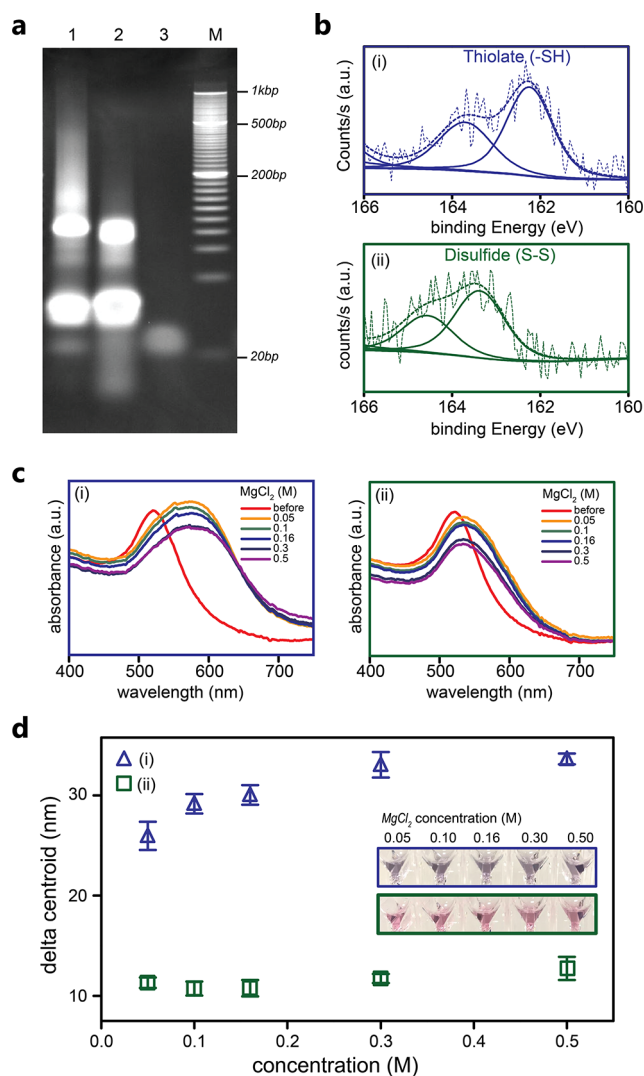 a
1 2 3 M
1kbp
500bp
200bp
20bp
b
(i) Thiolate (-SH)
Counts/s (a.u.)
166 164 162 160
binding Energy (eV)
(ii) Disulfide (S-S)
counts/s (a.u.)
166 164 162 160
binding Energy (eV)
c
(i)
MgCl2 (M)
before
0.05
0.1
0.16
0.3
0.5
absorbance (a.u.)
400 500 600 700
wavelength (nm)
(ii)
MgCl2 (M)
before
0.05
0.1
0.16
0.3
0.5
absorbance (a.u.)
400 500 600 700
wavelength (nm)
d
(i)
(ii)
delta centroid (nm)
30
20
10
MgCl2 concentration (M)
0.05 0.10 0.16 0.30 0.50
0.0 0.1 0.2 0.3 0.4 0.5
concentration (M)